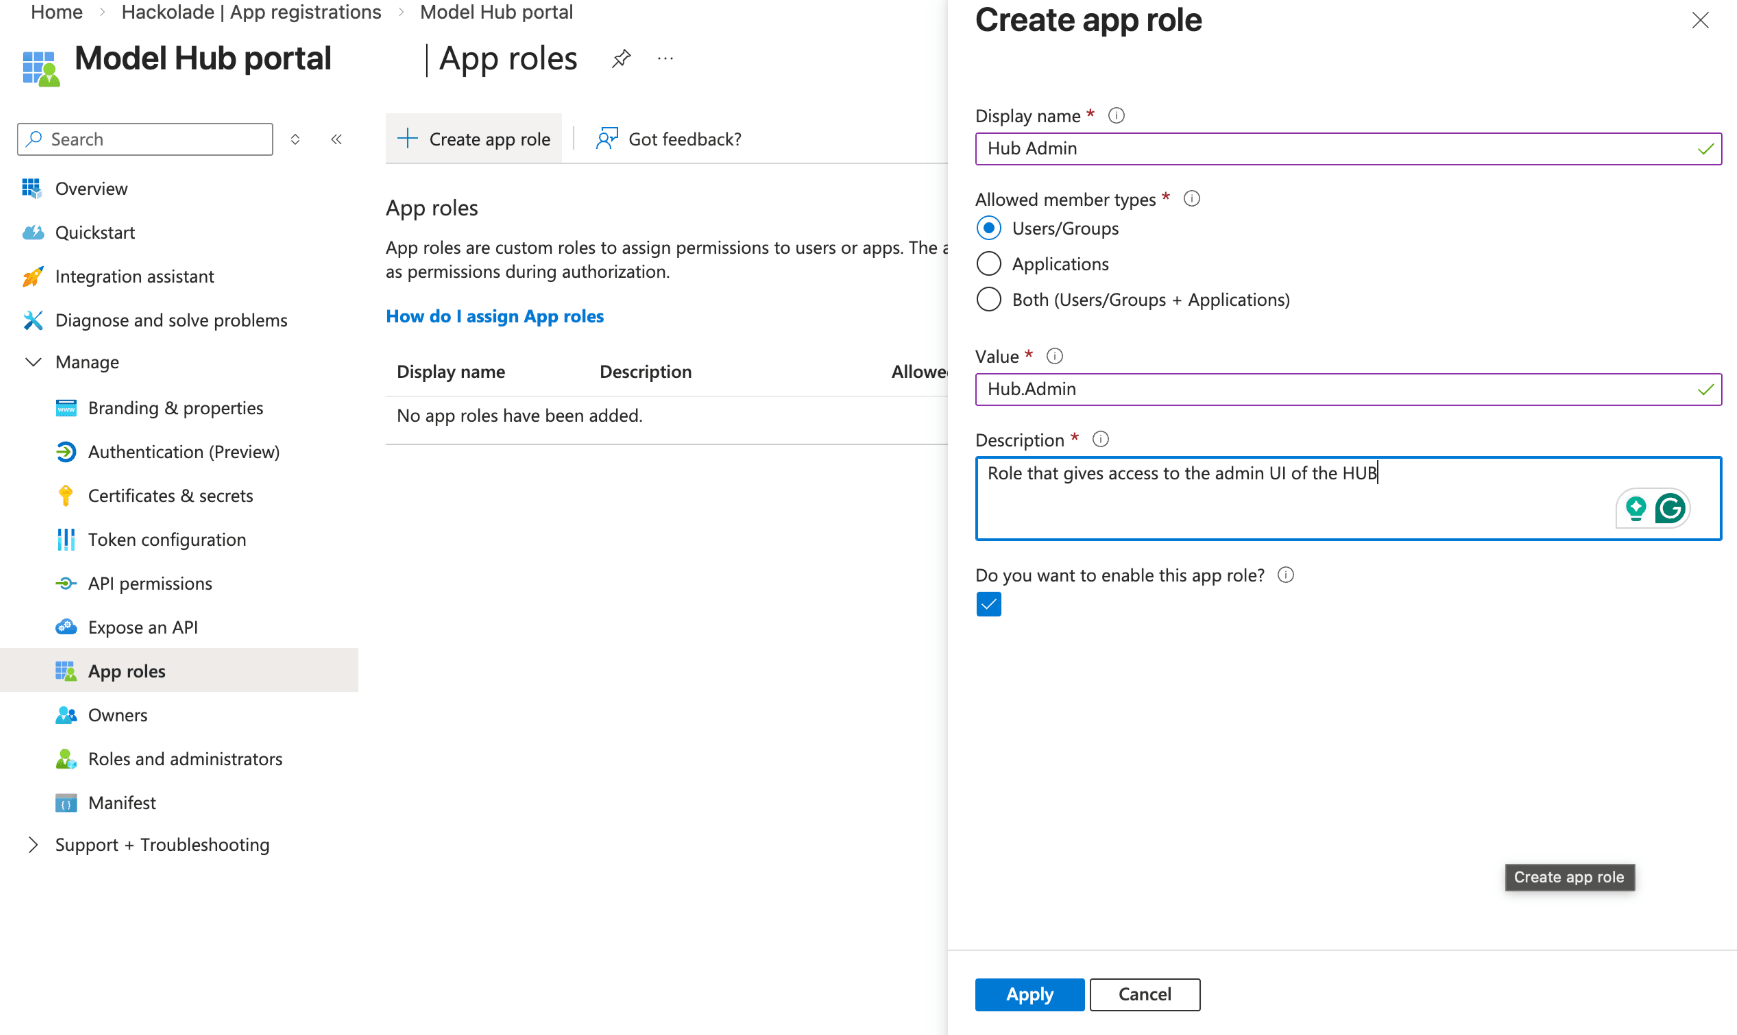 Home > Hackolade | App registrations > Model Hub portal
Model Hub portal | App roles
Search
Overview
Quickstart
Integration assistant
Diagnose and solve problems
Manage
Branding & properties
Authentication (Preview)
Certificates & secrets
Token configuration
API permissions
Expose an API
App roles
Owners
Roles and administrators
Manifest
Support + Troubleshooting
Create app role
Got feedback?
App roles
App roles are custom roles to assign permissions to users or apps. The a
as permissions during authorization.
How do I assign App roles
Display name Description Allowe
No app roles have been added.
Create app role
Display name *
Hub Admin
Allowed member types *
Users/Groups
Applications
Both (Users/Groups + Applications)
Value *
Hub.Admin
Description *
Role that gives access to the admin UI of the HUB
Do you want to enable this app role?
Create app role
Apply Cancel